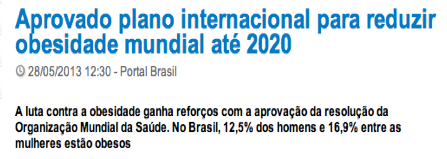 Aprovado plano internacional para reduzir
obesidade mundial até 2020
28/05/2013 12:30 - Portal Brasil
A luta contra a obesidade ganha reforços com a aprovação da resolução da
Organização Mundial da Saúde. No Brasil, 12,5% dos homens e 16,9% entre as
mulheres estão obesos